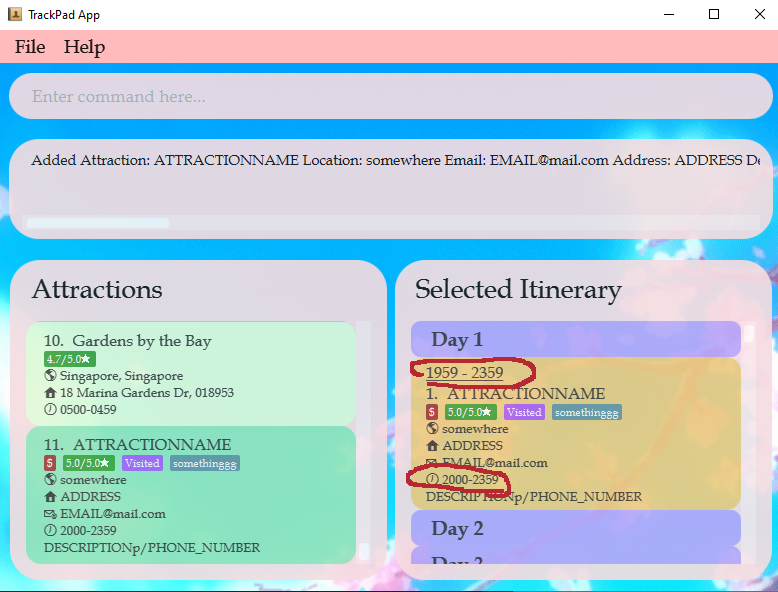 TrackPad App
File Help
Enter command here...
Added Attraction: ATTRACTIONNAME Location: somewhere Email: EMAIL@mail.com Address: ADDRESS De
Attractions
10. Gardens by the Bay
4.7/5.0★
Singapore, Singapore
18 Marina Gardens Dr, 018953
0500-0459
11. ATTRACTIONNAME
$ 5.0/5.0★ Visited somethinggg
somewhere
ADDRESS
EMAIL@mail.com
2000-2359
DESCRIPTIONp/PHONE_NUMBER
Selected Itinerary
Day 1
1959 - 2359
1. ATTRACTIONNAME
$ 5.0/5.0★ Visited somethinggg
somewhere
ADDRESS
EMAIL@mail.com
2000-2359
DESCRIPTIONp/PHONE_NUMBER
Day 2
Day 3